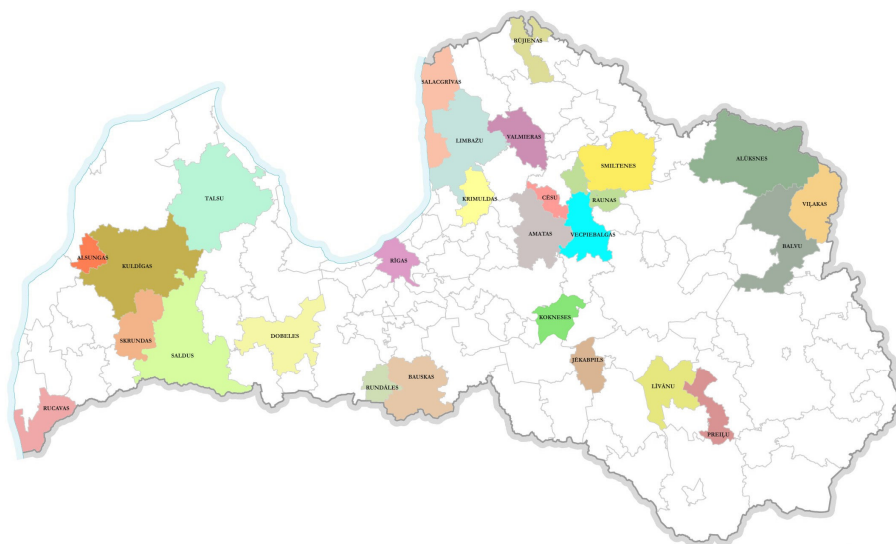 RŪJIENAS
SALACGRĪVAS
LIMBAŽU
VALMIERAS
SMILTENES
ALŪKSNES
TALSU
KRIMULDAS
CĒSU
RAUNAS
VIĻAKAS
AMATAS
VECPIEBALGAS
BALVU
ALSUNGAS
KULDĪGAS
RĪGAS
KOKNESES
SKRUNDAS
DOBELES
SALDUS
JĒKABPILS
BAUSKAS
RUNDĀLES
LĪVĀNU
RUCAVAS
PREIĻU